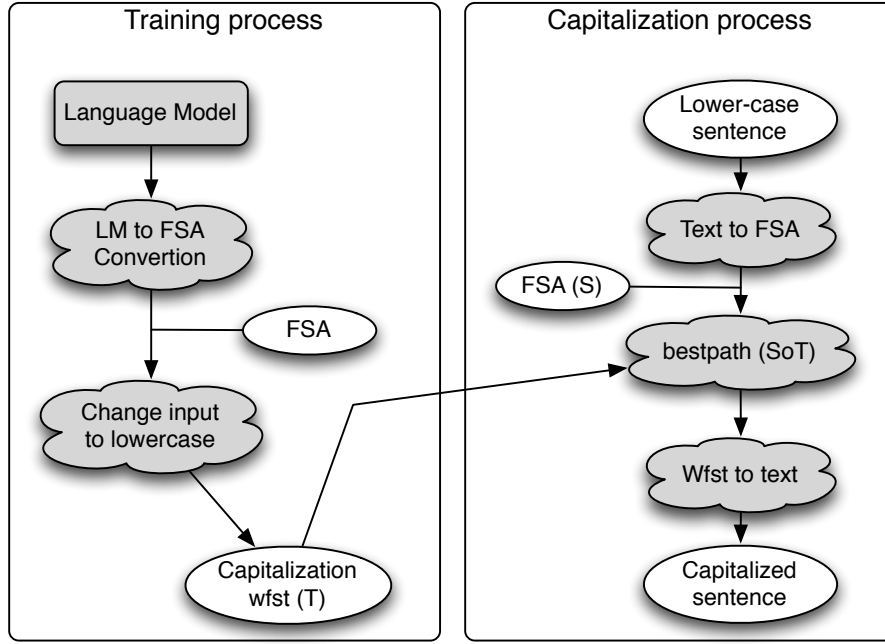 Training process
Language Model
LM to FSA
Convertion
FSA
Change input
to lowercase
Capitalization
wfst (T)
Capitalization process
Lower-case
sentence
Text to FSA
FSA (S)
bestpath (SoT)
Wfst to text
Capitalized
sentence